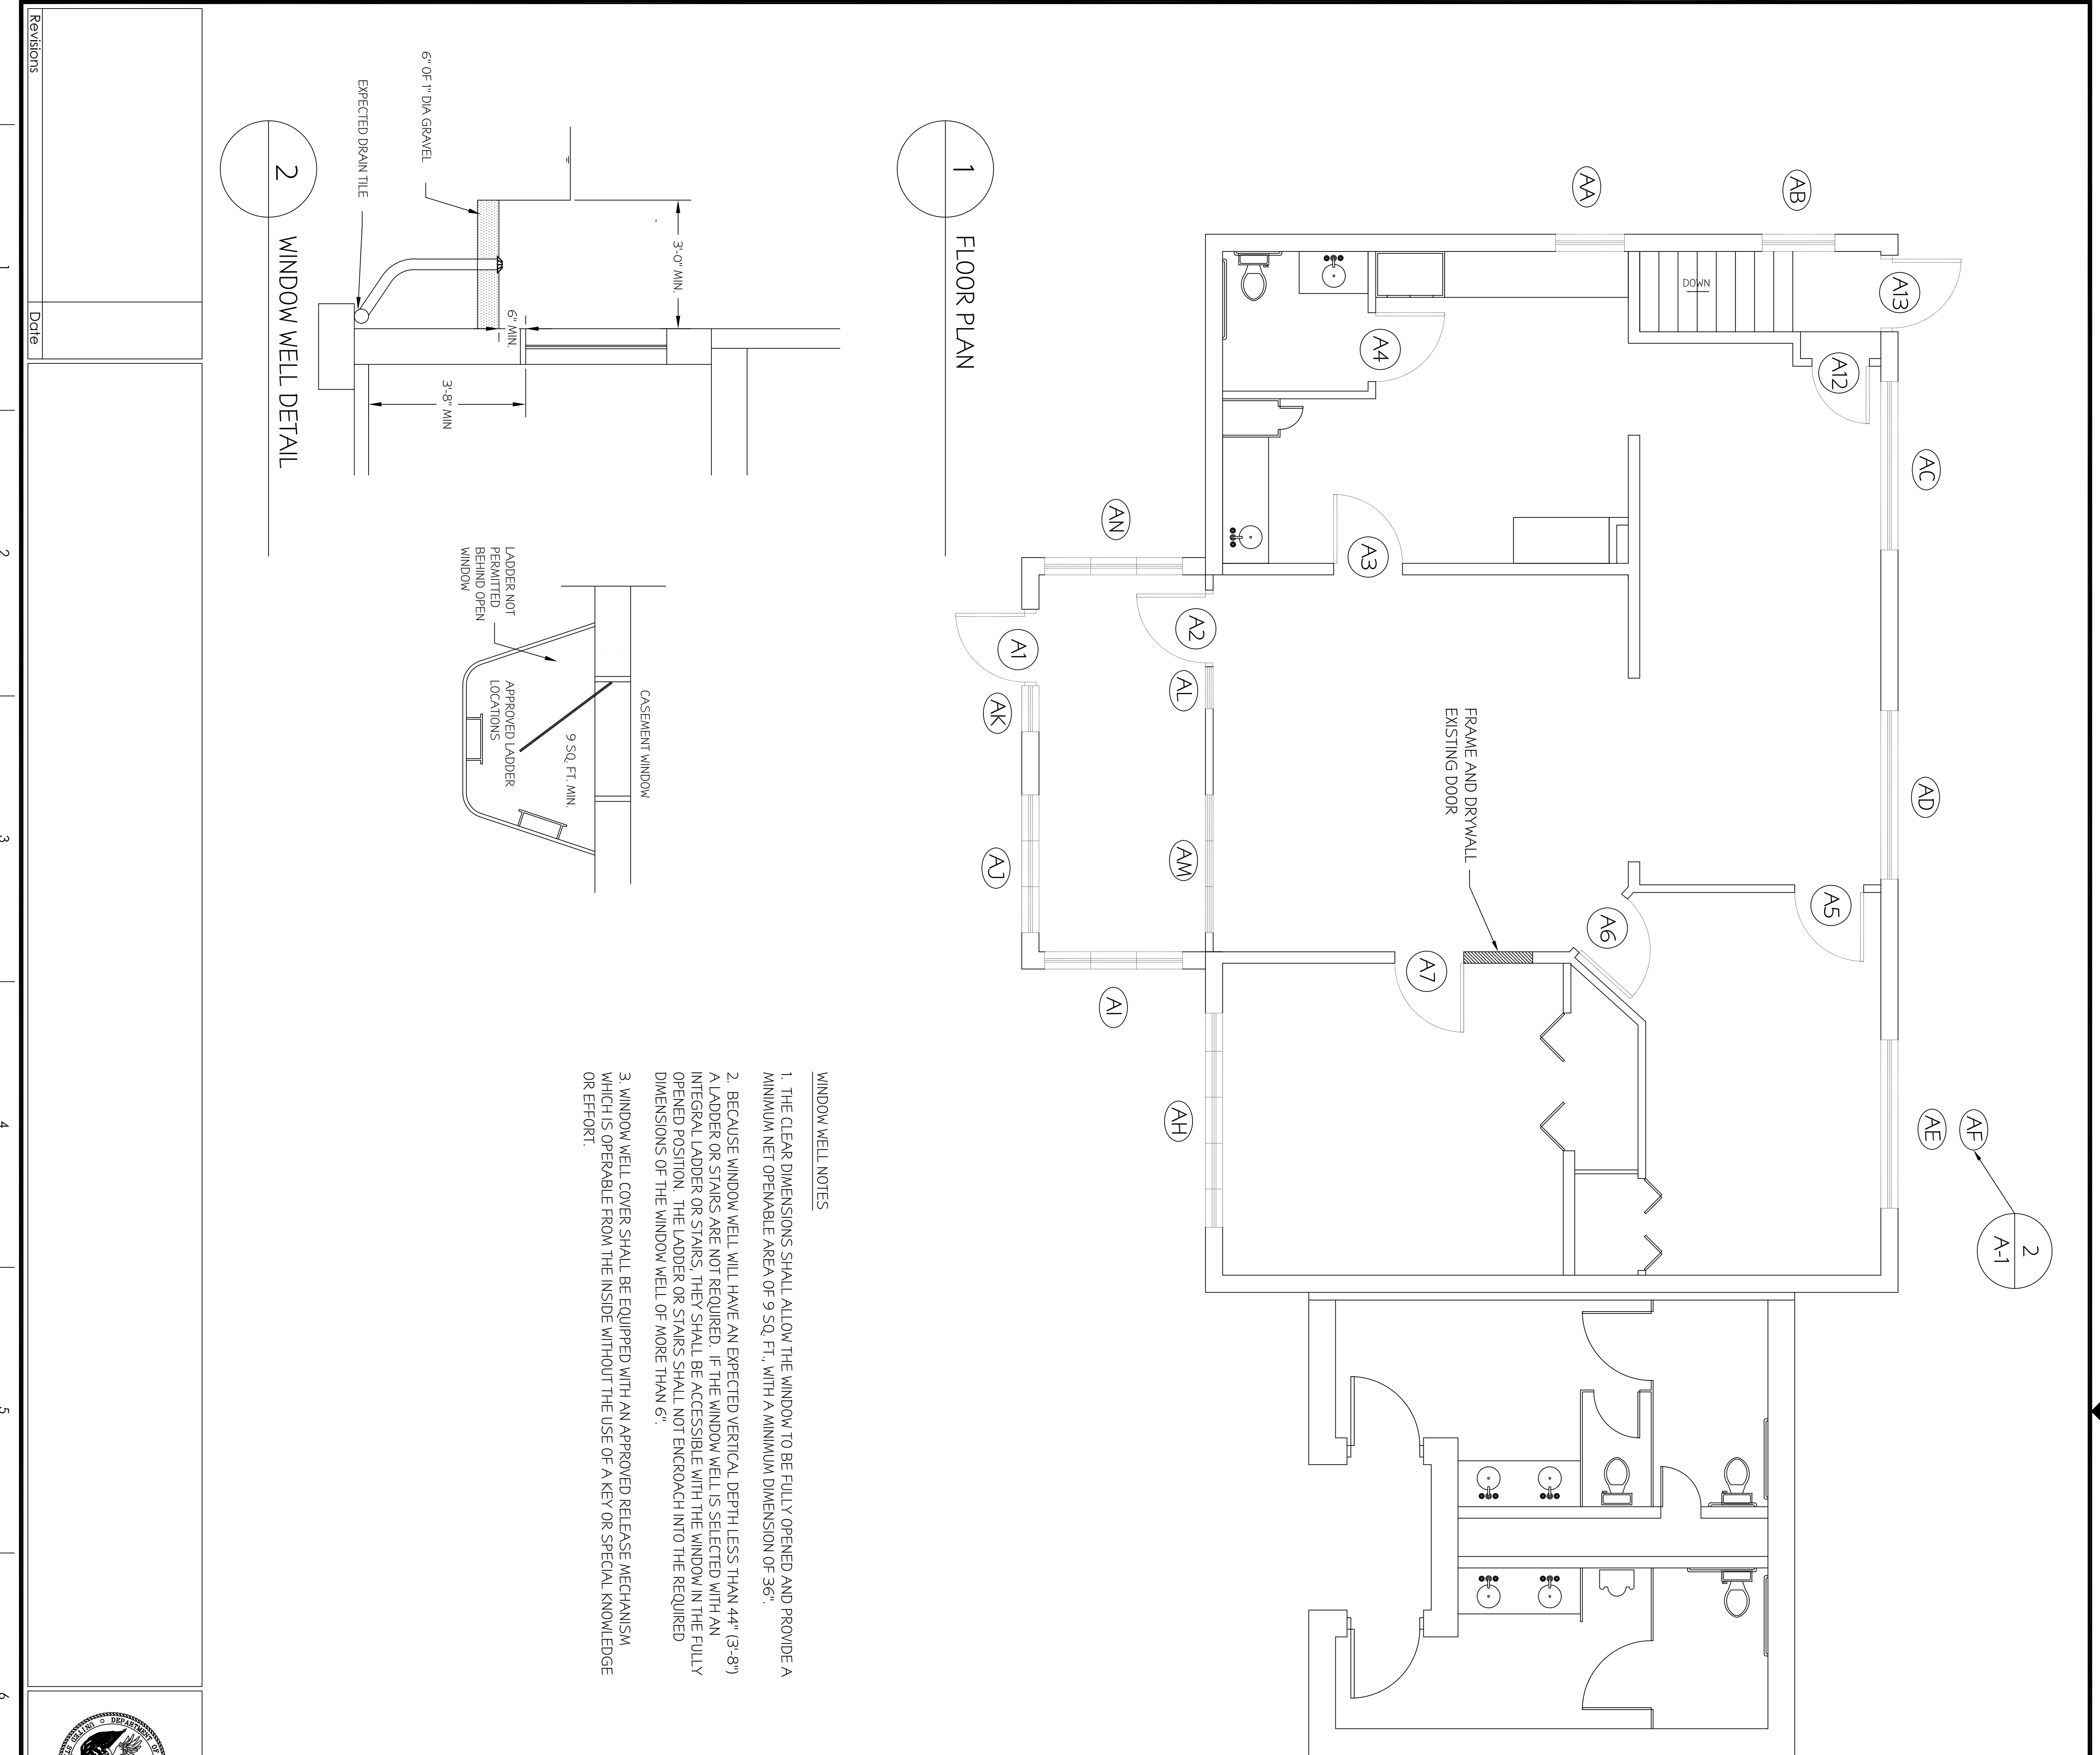 AB
AA
A13
A12
AC
AD
A5
A6
AF
AE
2
A-1
DOWN
A4
A3
FRAME AND DRYWALL
EXISTING DOOR
A7
AN
A2
AL
AM
A1
AK
AJ
AI
AH
1
FLOOR PLAN
WINDOW WELL NOTES
1. THE CLEAR DIMENSIONS SHALL ALLOW THE WINDOW TO BE FULLY OPENED AND PROVIDE A
MINIMUM NET OPENABLE AREA OF 9 SQ. FT., WITH A MINIMUM DIMENSION OF 36".
2. BECAUSE WINDOW WELL WILL HAVE AN EXPECTED VERTICAL DEPTH LESS THAN 44" (3'-8")
A LADDER OR STAIRS ARE NOT REQUIRED. IF THE WINDOW WELL IS SELECTED WITH AN
INTEGRAL LADDER OR STAIRS, THEY SHALL BE ACCESSIBLE WITH THE WINDOW IN THE FULLY
OPENED POSITION. THE LADDER OR STAIRS SHALL NOT ENCROACH INTO THE REQUIRED
DIMENSIONS OF THE WINDOW WELL OF MORE THAN 6".
3. WINDOW WELL COVER SHALL BE EQUIPPED WITH AN APPROVED RELEASE MECHANISM
WHICH IS OPERABLE FROM THE INSIDE WITHOUT THE USE OF A KEY OR SPECIAL KNOWLEDGE
OR EFFORT.
3'-0" MIN.
6" MIN.
3'-8" MIN
6" OF 1" DIA GRAVEL
EXPECTED DRAIN TILE
CASEMENT WINDOW
9 SQ. FT. MIN.
LADDER NOT
PERMITTED
BEHIND OPEN
WINDOW
APPROVED LADDER
LOCATIONS
2
WINDOW WELL DETAIL
Revisions
Date
DEPARTMENT OF
UNITED ST
1
2
3
4
5
6